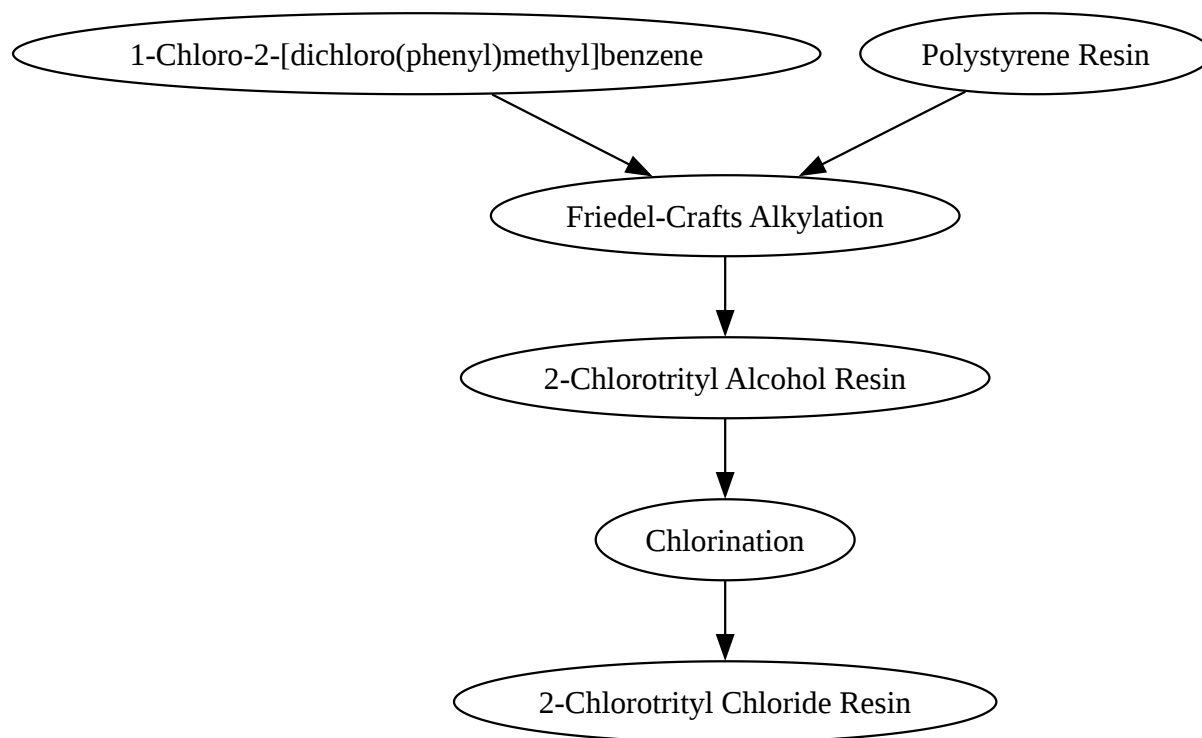 1-Chloro-2-[dichloro(phenyl)methyl]benzene
Polystyrene Resin
Friedel-Crafts Alkylation
2-Chlorotrityl Alcohol Resin
Chlorination
2-Chlorotrityl Chloride Resin